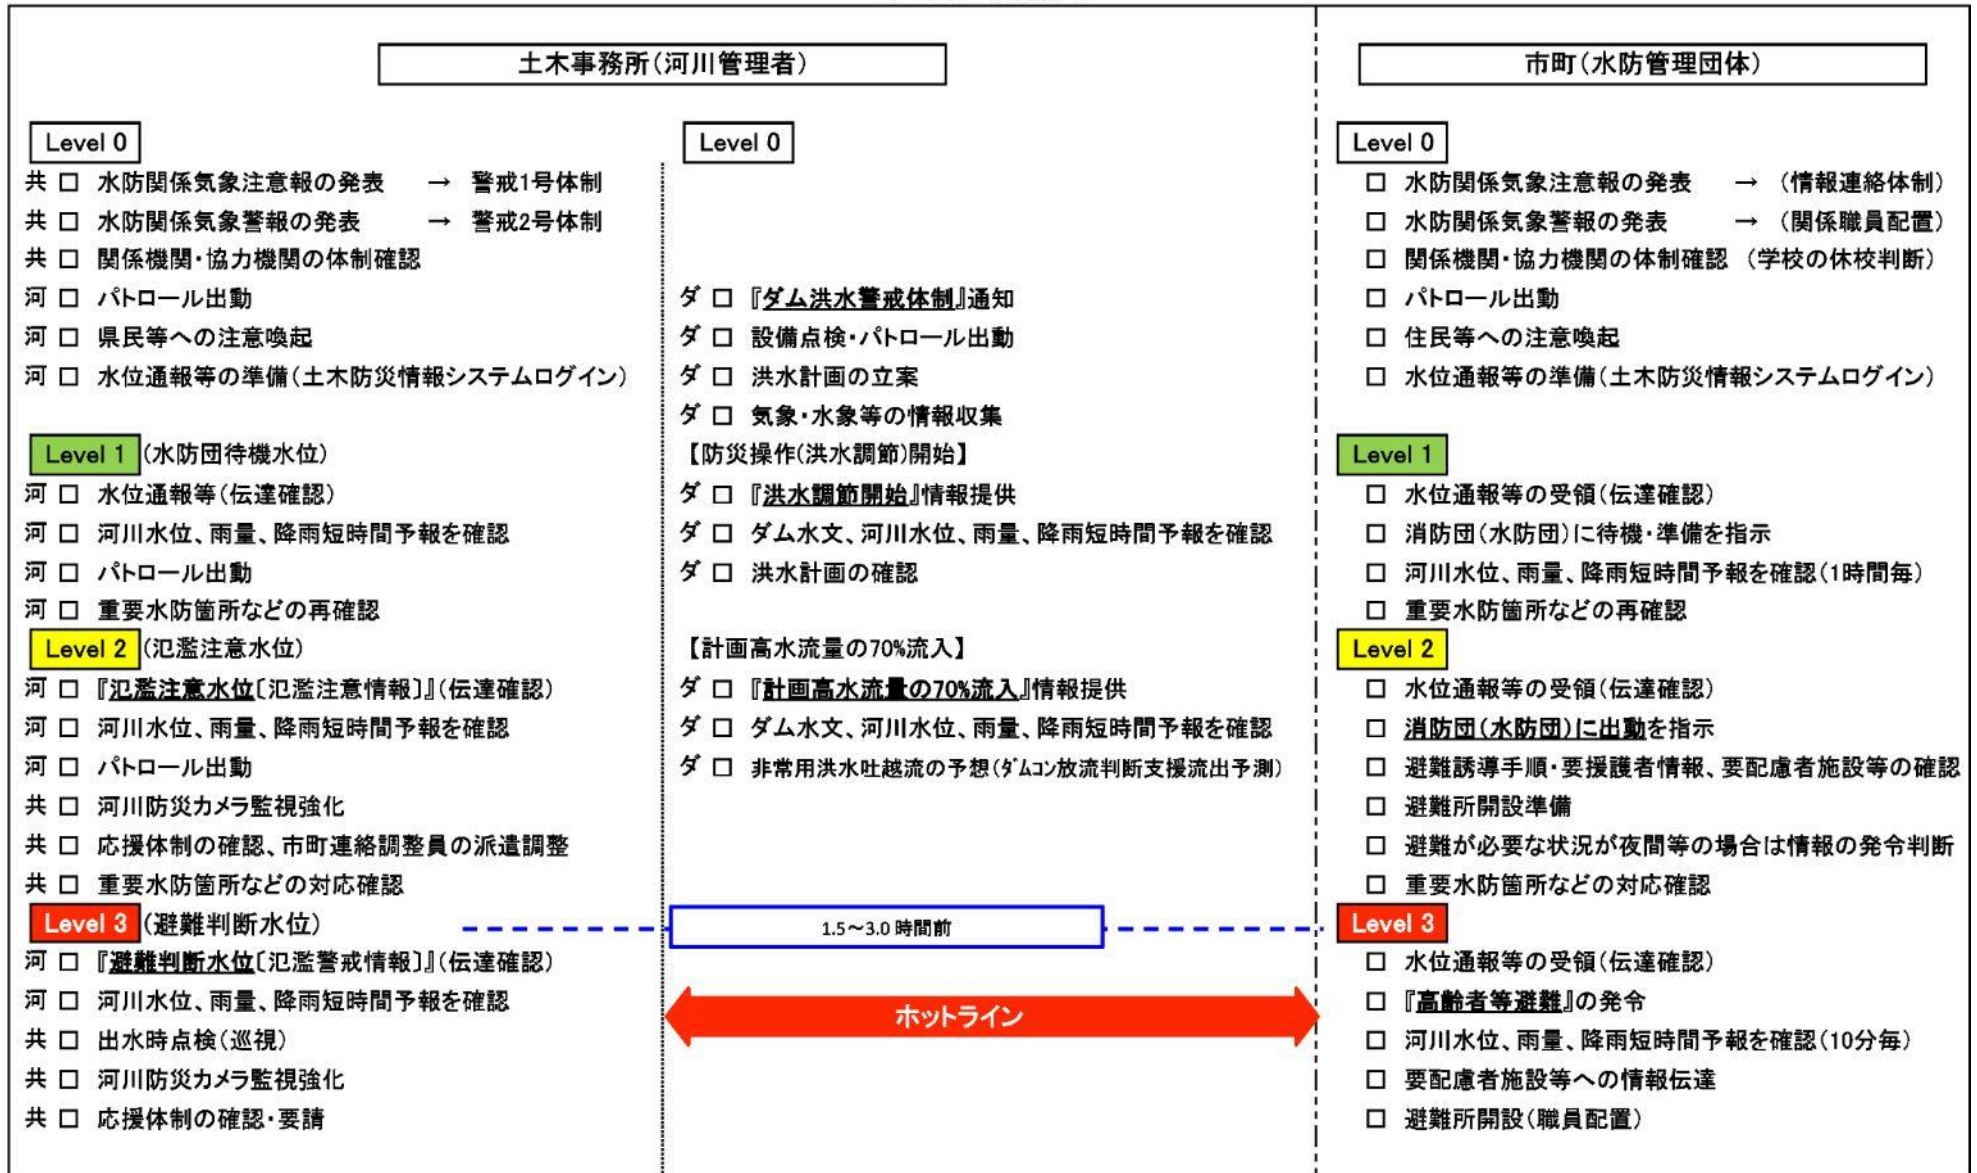 土木事務所(河川管理者)
Level 0
共 □ 水防関係気象注意報の発表 → 警戒1号体制
共 □ 水防関係気象警報の発表 → 警戒2号体制
共 □ 関係機関・協力機関の体制確認
河 □ パトロール出動
河 □ 県民等への注意喚起
河 □ 水位通報等の準備(土木防災情報システムログイン)
Level 1 (水防団待機水位)
河 □ 水位通報等(伝達確認)
河 □ 河川水位、雨量、降雨短時間予報を確認
河 □ パトロール出動
河 □ 重要水防箇所などの再確認
Level 2 (氾濫注意水位)
河 □ 『氾濫注意水位〔氾濫注意情報〕』(伝達確認)
河 □ 河川水位、雨量、降雨短時間予報を確認
河 □ パトロール出動
共 □ 河川防災カメラ監視強化
共 □ 応援体制の確認、市町連絡調整員の派遣調整
共 □ 重要水防箇所などの対応確認
Level 3 (避難判断水位)
河 □ 『避難判断水位〔氾濫警戒情報〕』(伝達確認)
河 □ 河川水位、雨量、降雨短時間予報を確認
共 □ 出水時点検(巡視)
共 □ 河川防災カメラ監視強化
共 □ 応援体制の確認・要請
Level 0
ダ □ 『ダム洪水警戒体制』通知
ダ □ 設備点検・パトロール出動
ダ □ 洪水計画の立案
ダ □ 気象・水象等の情報収集
【防災操作(洪水調節)開始】
ダ □ 『洪水調節開始』情報提供
ダ □ ダム水文、河川水位、雨量、降雨短時間予報を確認
ダ □ 洪水計画の確認
【計画高水流量の70%流入】
ダ □ 『計画高水流量の70%流入』情報提供
ダ □ ダム水文、河川水位、雨量、降雨短時間予報を確認
ダ □ 非常用洪水吐越流の予想(ﾀﾞﾑｺﾝ放流判断支援流出予測)
1.5～3.0 時間前
ホットライン
市町(水防管理団体)
Level 0
□ 水防関係気象注意報の発表 → (情報連絡体制)
□ 水防関係気象警報の発表 → (関係職員配置)
□ 関係機関・協力機関の体制確認 (学校の休校判断)
□ パトロール出動
□ 住民等への注意喚起
□ 水位通報等の準備(土木防災情報システムログイン)
Level 1
□ 水位通報等の受領(伝達確認)
□ 消防団(水防団)に待機・準備を指示
□ 河川水位、雨量、降雨短時間予報を確認(1時間毎)
□ 重要水防箇所などの再確認
Level 2
□ 水位通報等の受領(伝達確認)
□ 消防団(水防団)に出動を指示
□ 避難誘導手順・要援護者情報、要配慮者施設等の確認
□ 避難所開設準備
□ 避難が必要な状況が夜間等の場合は情報の発令判断
□ 重要水防箇所などの対応確認
Level 3
□ 水位通報等の受領(伝達確認)
□ 『高齢者等避難』の発令
□ 河川水位、雨量、降雨短時間予報を確認(10分毎)
□ 要配慮者施設等への情報伝達
□ 避難所開設(職員配置)